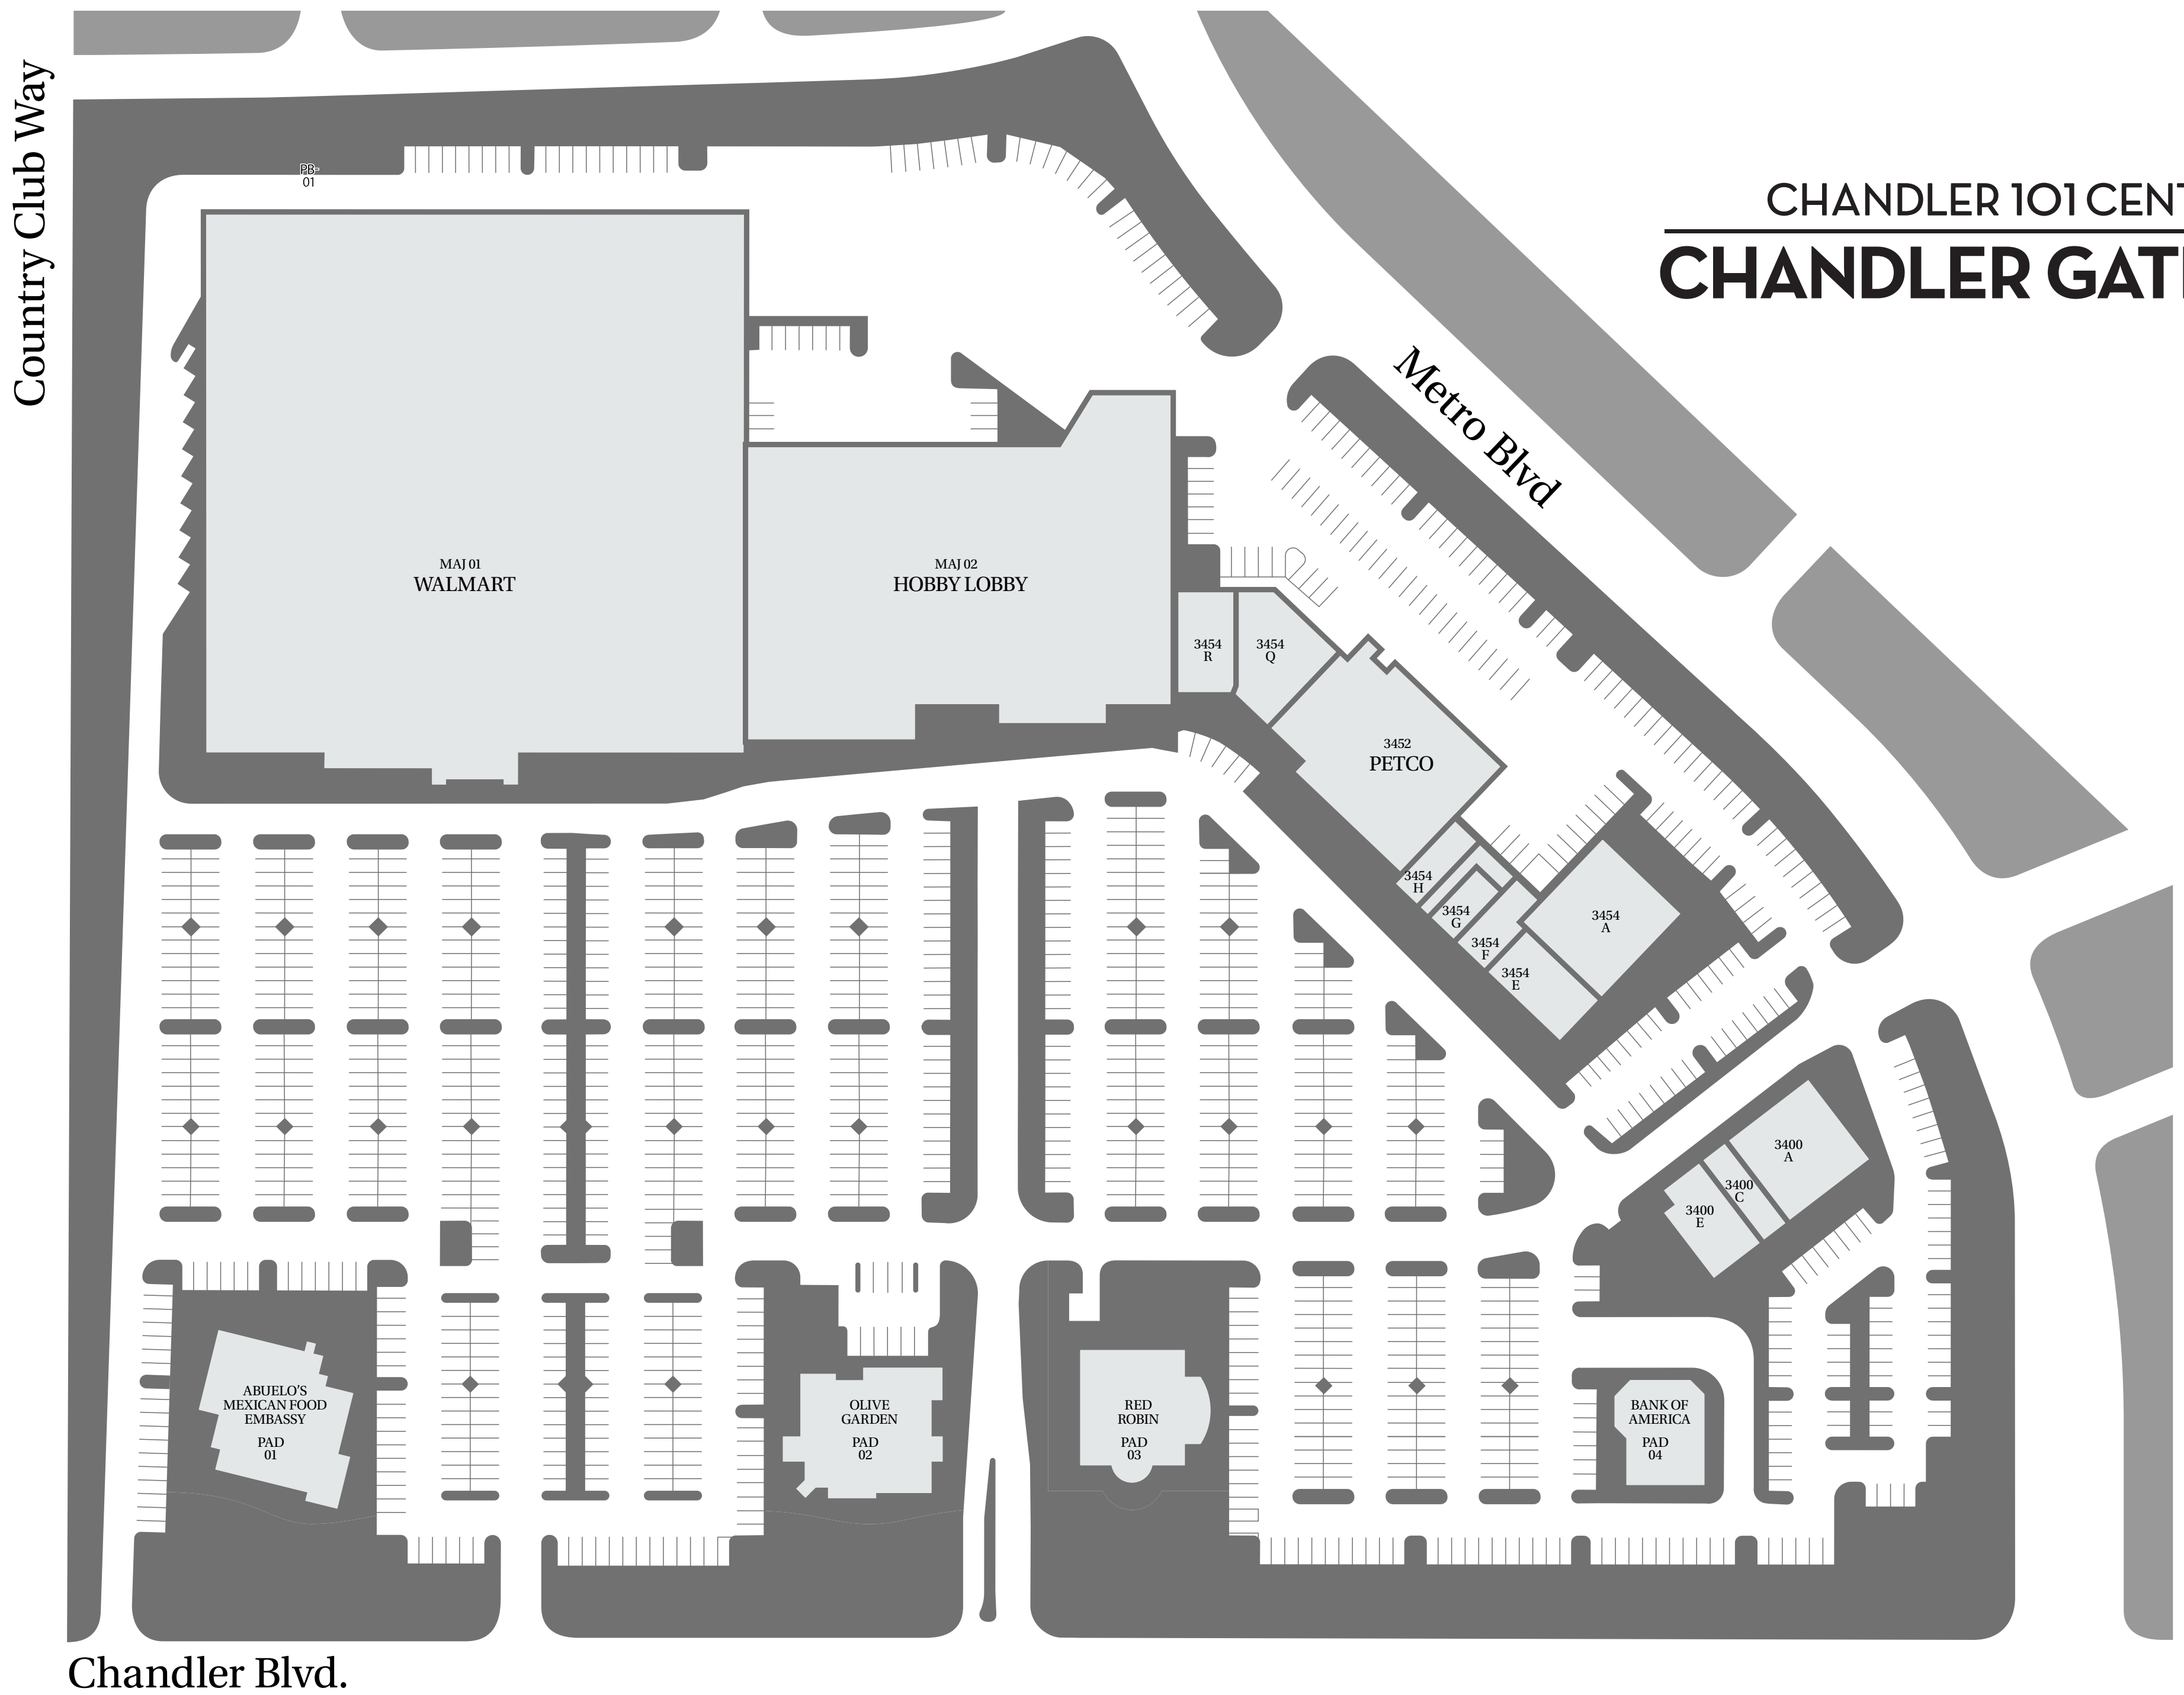 Country Club Way
PB-
01
CHANDLER 101 CENT
CHANDLER GATE
Metro Blvd
MAJ 01
WALMART
MAJ 02
HOBBY LOBBY
3454
R
3454
Q
3452
PETCO
3454
H
3454
G
3454
F
3454
E
3454
A
3400
A
3400
C
3400
E
ABUELO'S
MEXICAN FOOD
EMBASSY
PAD
01
OLIVE
GARDEN
PAD
02
RED
ROBIN
PAD
03
BANK OF
AMERICA
PAD
04
Chandler Blvd.